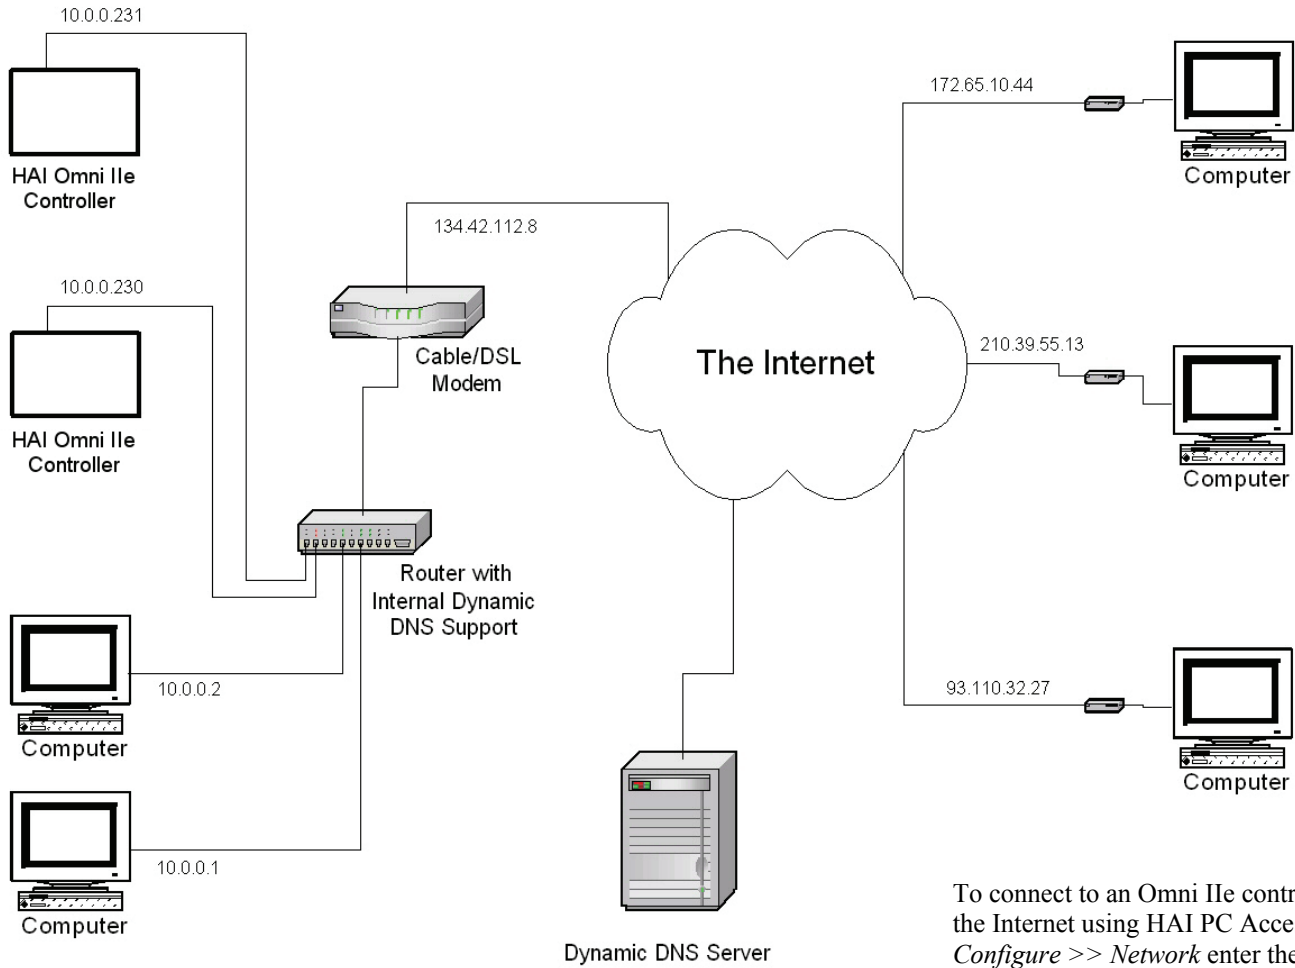 10.0.0.231
HAI Omni IIe
Controller
10.0.0.230
HAI Omni IIe
Controller
134.42.112.8
Cable/DSL
Modem
Router with
Internal Dynamic
DNS Support
10.0.0.2
Computer
10.0.0.1
Computer
The Internet
Dynamic DNS Server
172.65.10.44
Computer
210.39.55.13
Computer
93.110.32.27
Computer
To connect to an Omni IIe contr
the Internet using HAI PC Acce
Configure >> Network enter the